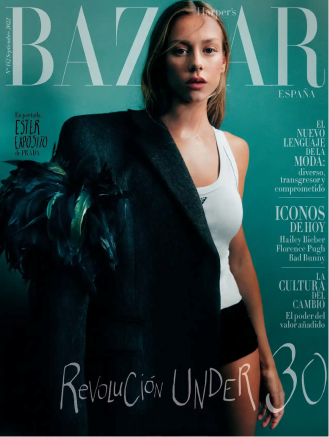 Harper's
BAZAAR
ESPAÑA
Nº 142 Septiembre 2022
En portada,
ESTER
EXPÓSITO
de PRADA
EL
NUEVO
LENGUAJE
DE LA
MODA:
diverso,
transgresor y
comprometido
ICONOS
DE HOY
Hailey Bieber
Florence Pugh
Bad Bunny
LA
CULTURA
DEL
CAMBIO
El poder del
valor añadido
REVOLUCIÓN UNDER 30